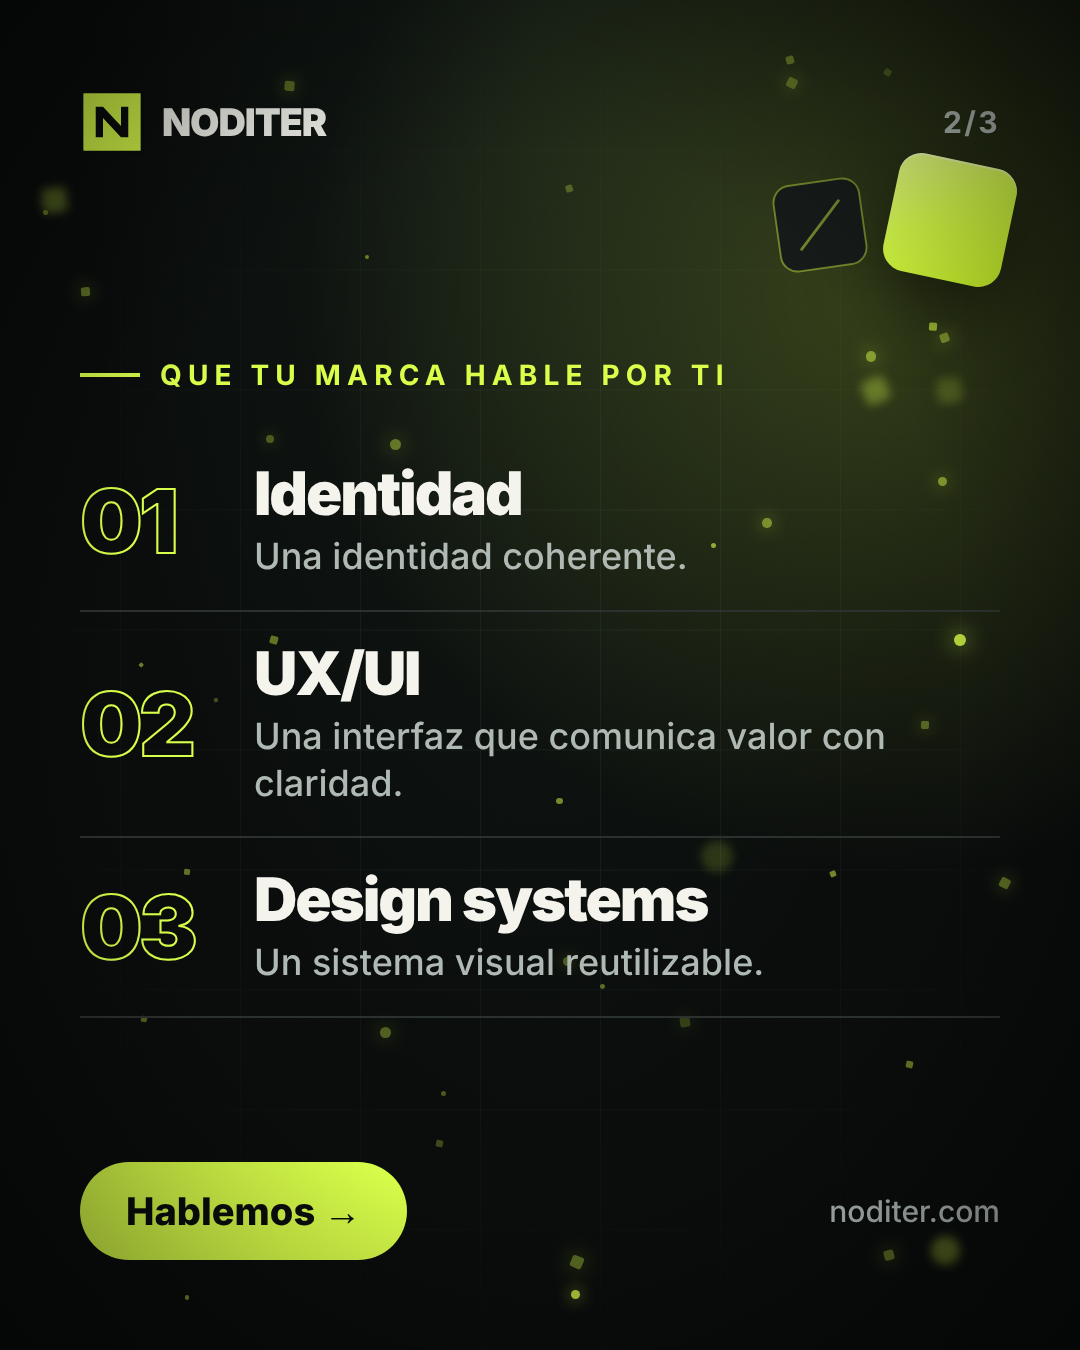 N NODITER
2/3
QUE TU MARCA HABLE POR TI
01
Identidad
Una identidad coherente.
02
UX/UI
Una interfaz que comunica valor con
claridad.
03
Design systems
Un sistema visual reutilizable.
Hablemos →
noditer.com